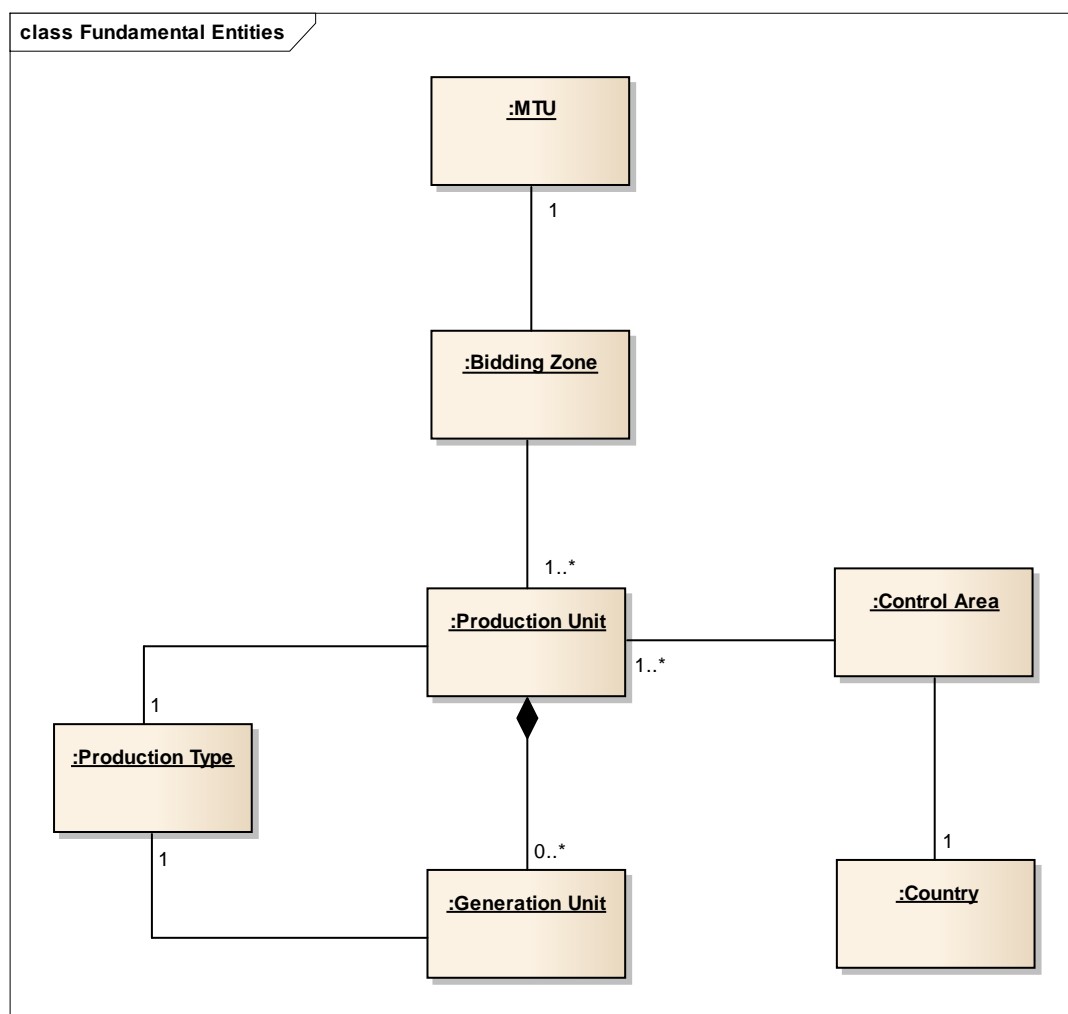 class Fundamental Entities
:MTU
1
:Bidding Zone
1..*
:Production Unit
1..*
:Control Area
1
:Production Type
1
0..*
:Generation Unit
1
:Country